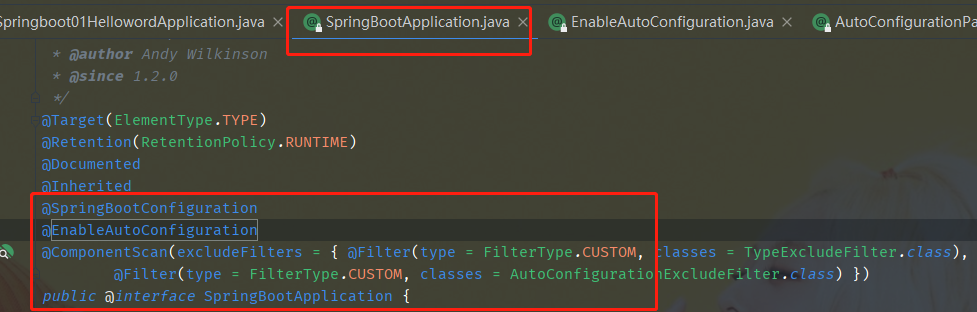 Springboot01HellowordApplication.java × SpringBootApplication.java × EnableAutoConfiguration.java × AutoConfigurationPa
* @author Andy Wilkinson
* @since 1.2.0
*/
@Target(ElementType.TYPE)
@Retention(RetentionPolicy.RUNTIME)
@Documented
@Inherited
@SpringBootConfiguration
@EnableAutoConfiguration
@ComponentScan(excludeFilters = { @Filter(type = FilterType.CUSTOM, classes = TypeExcludeFilter.class),
@Filter(type = FilterType.CUSTOM, classes = AutoConfigurationExcludeFilter.class) })
public @interface SpringBootApplication {